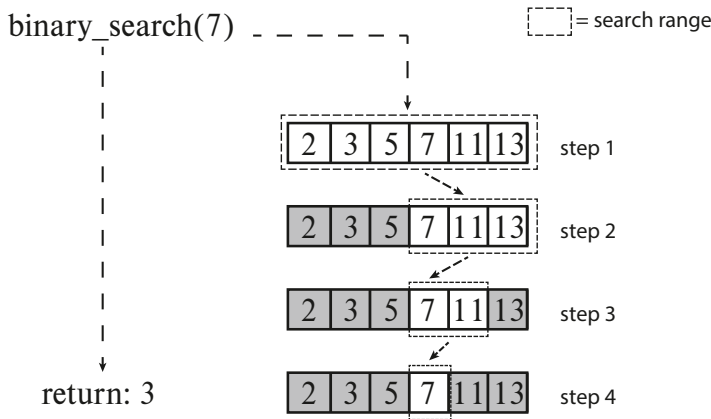 binary_search(7)
= search range
2 3 5 7 11 13 step 1
2 3 5 7 11 13 step 2
2 3 5 7 11 13 step 3
return: 3
2 3 5 7 11 13 step 4